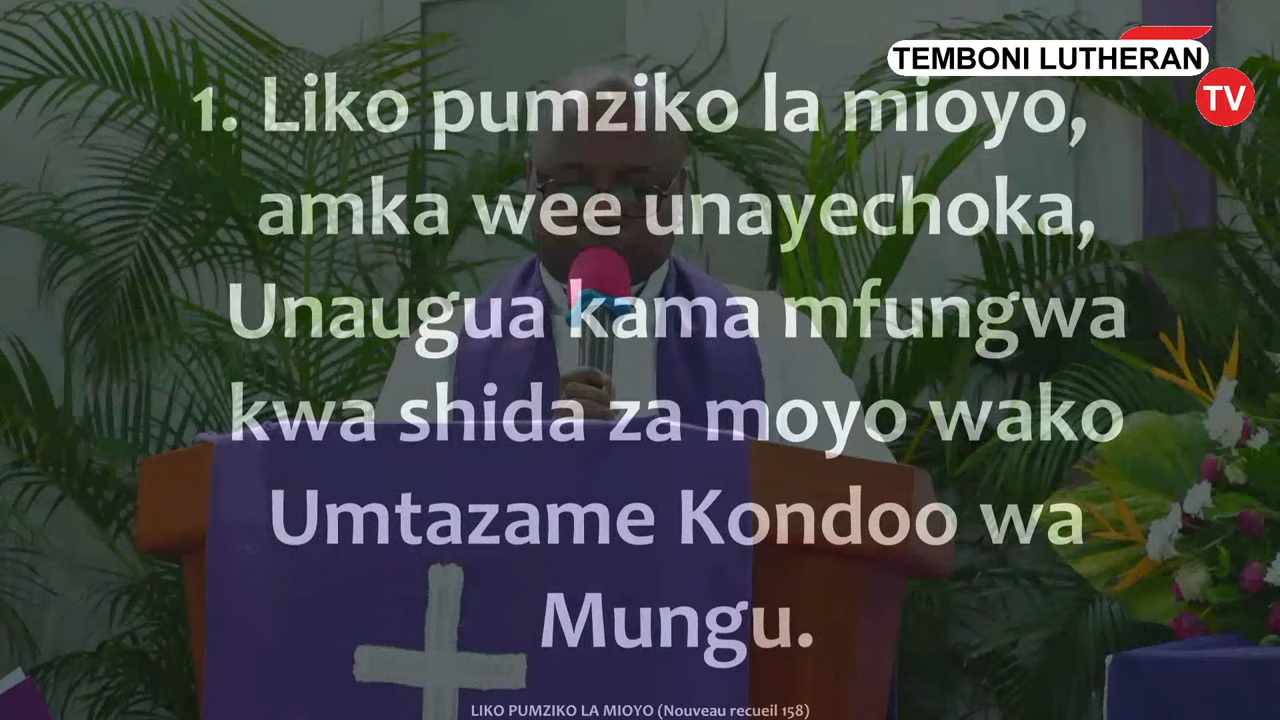 TEMBONI LUTHERAN
TV
1. Liko pumziko la mioyo,
amka wee unayechoka,
Unaugua kama mfungwa
kwa shida za moyo wako
Umtazame Kondoo wa
Mungu.
LIKO PUMZIKO LA MIOYO (Nouveau recueil 158)